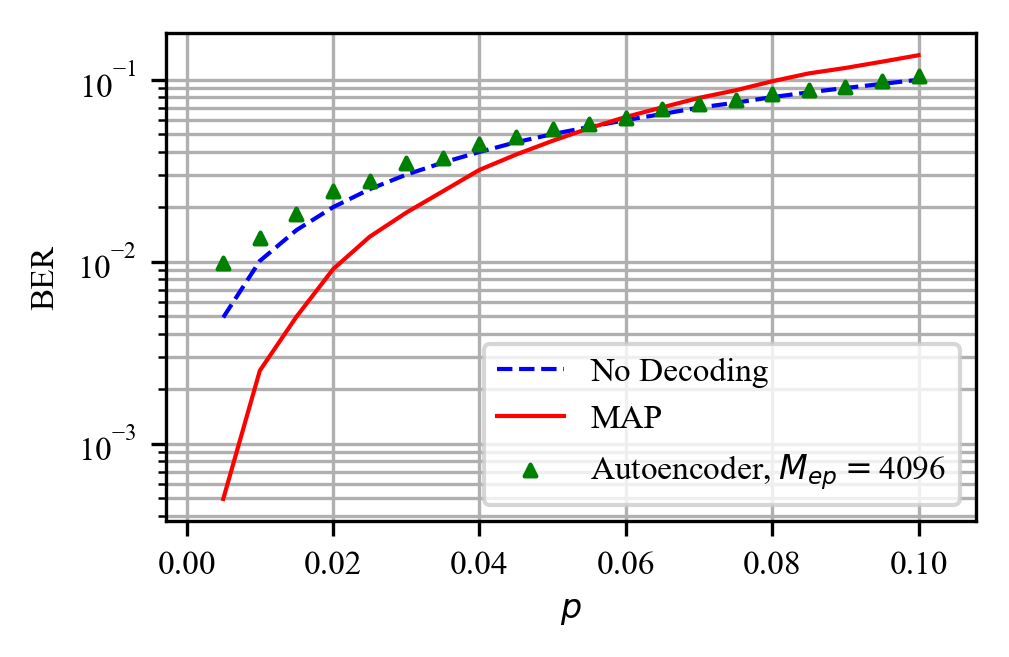 10⁻¹
10⁻²
10⁻³
BER
No Decoding
MAP
Autoencoder, Mₑₚ = 4096
0.00 0.02 0.04 0.06 0.08 0.10
p